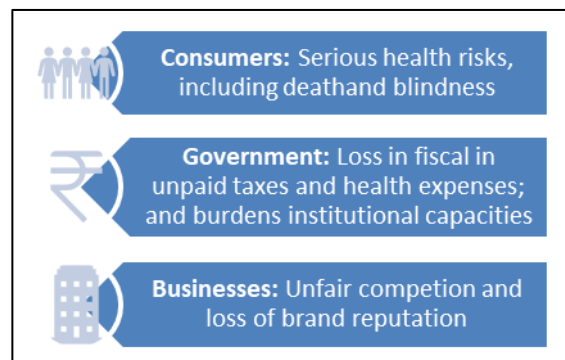 Consumers: Serious health risks,
including deathand blindness
Government: Loss in fiscal in
unpaid taxes and health expenses;
and burdens institutional capacities
Businesses: Unfair competion and
loss of brand reputation